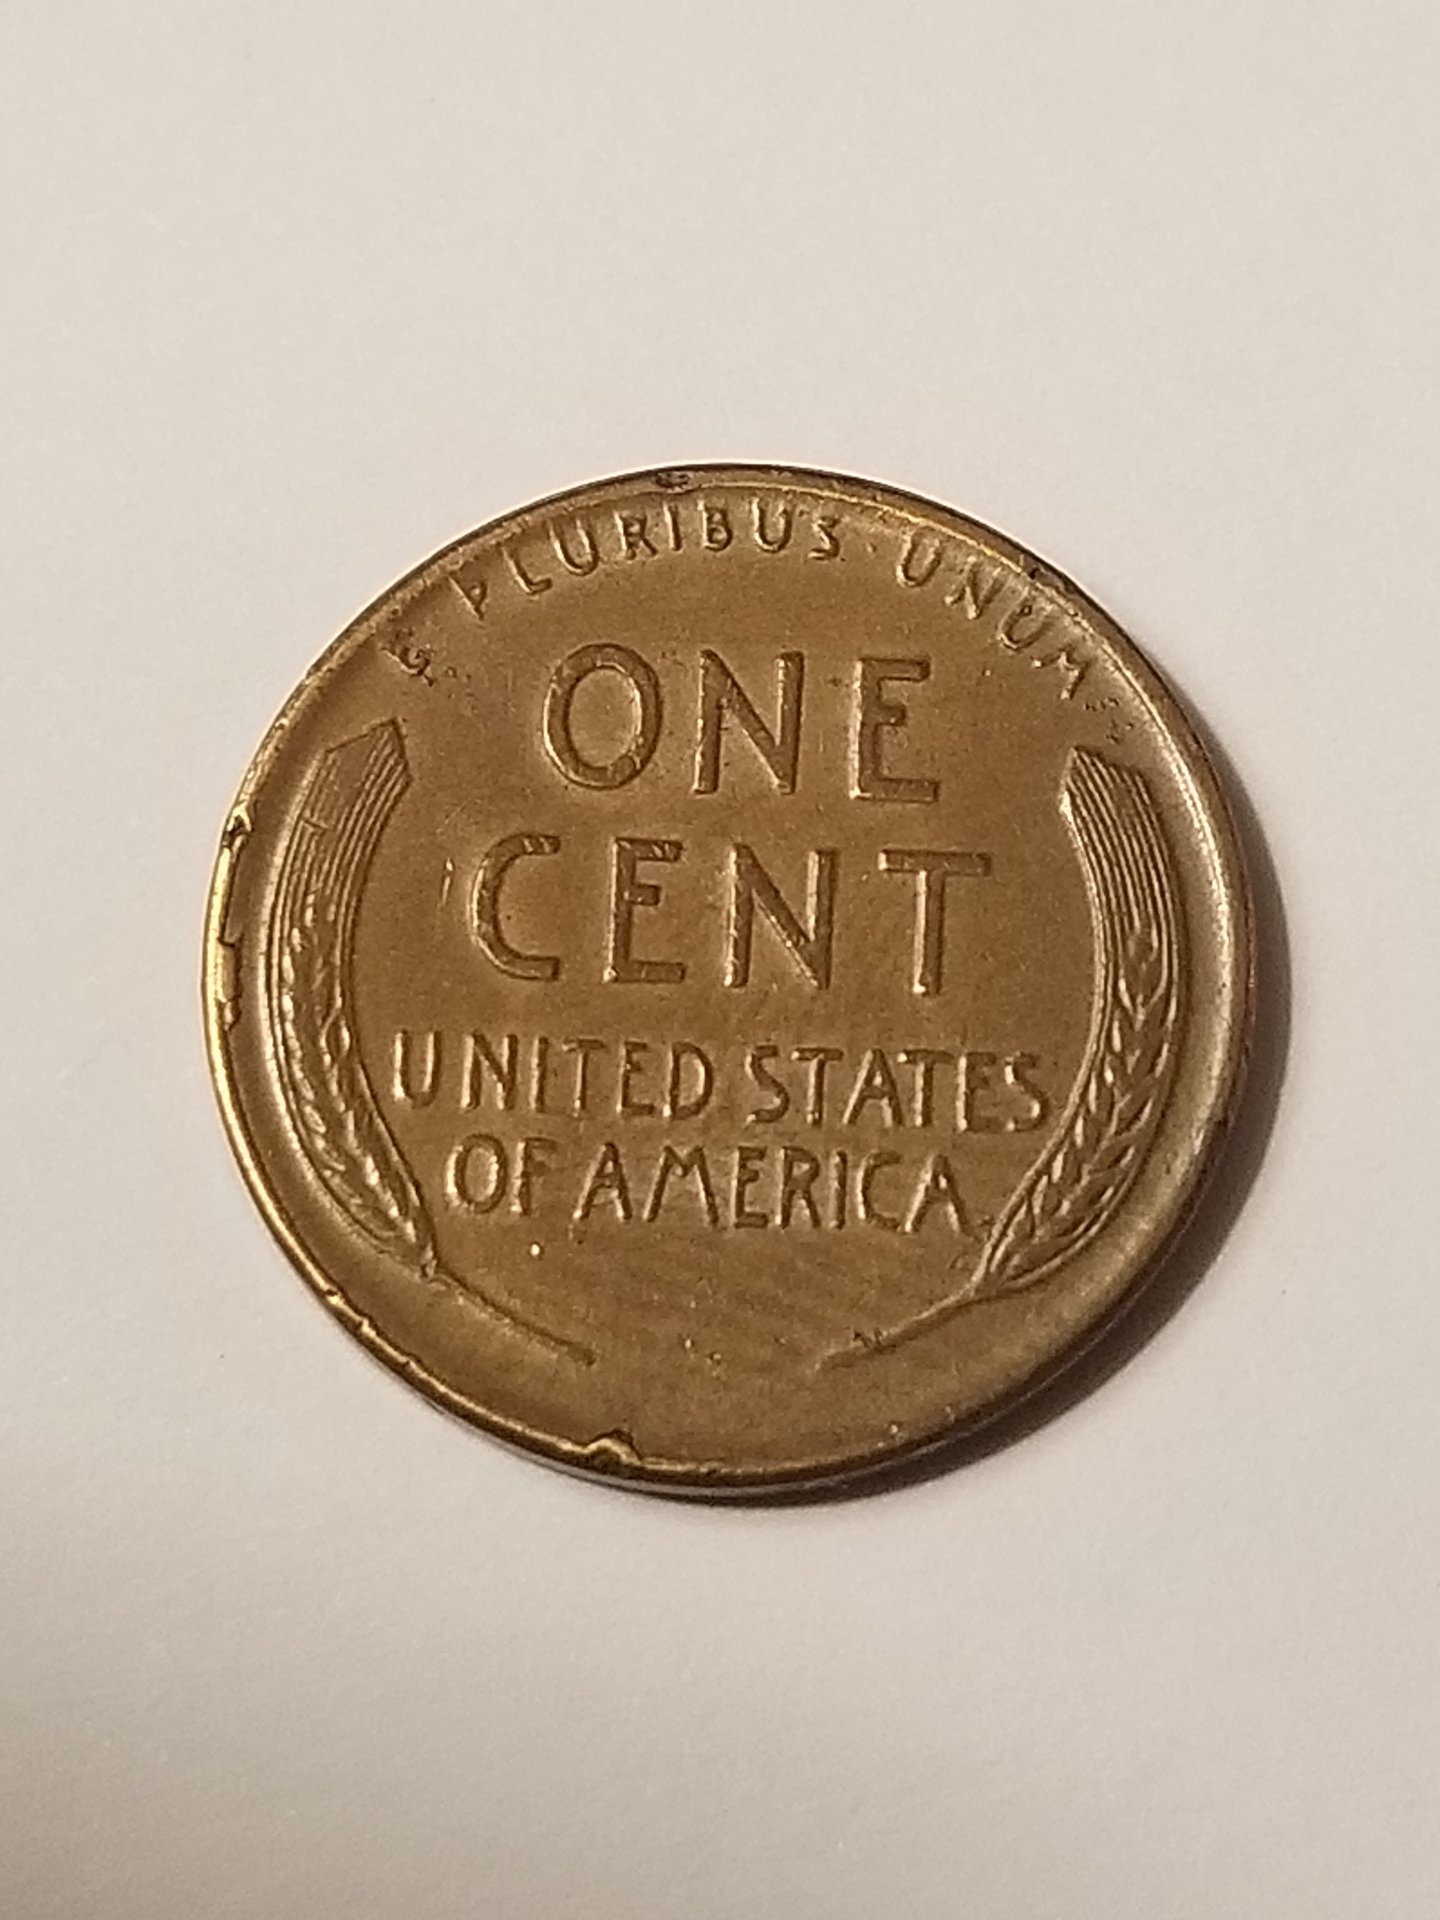 E · PLURIBUS · UNUM
ONE
CENT
UNITED STATES
OF AMERICA